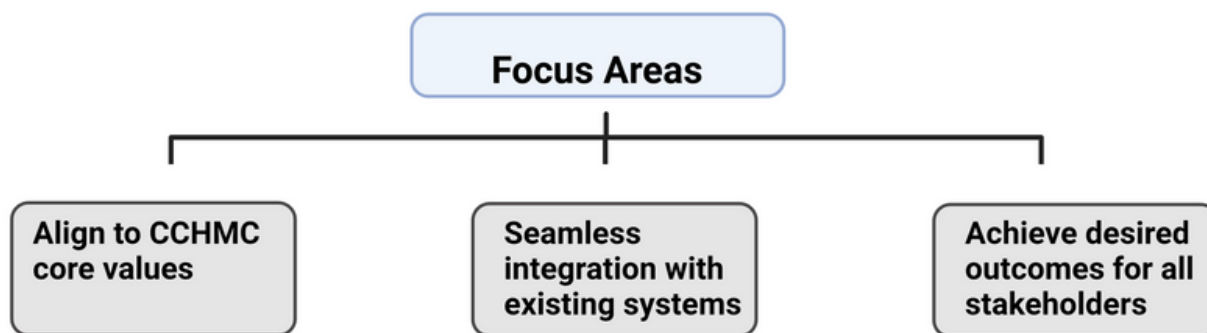 Focus Areas
Align to CCHMC
core values
Seamless
integration with
existing systems
Achieve desired
outcomes for all
stakeholders